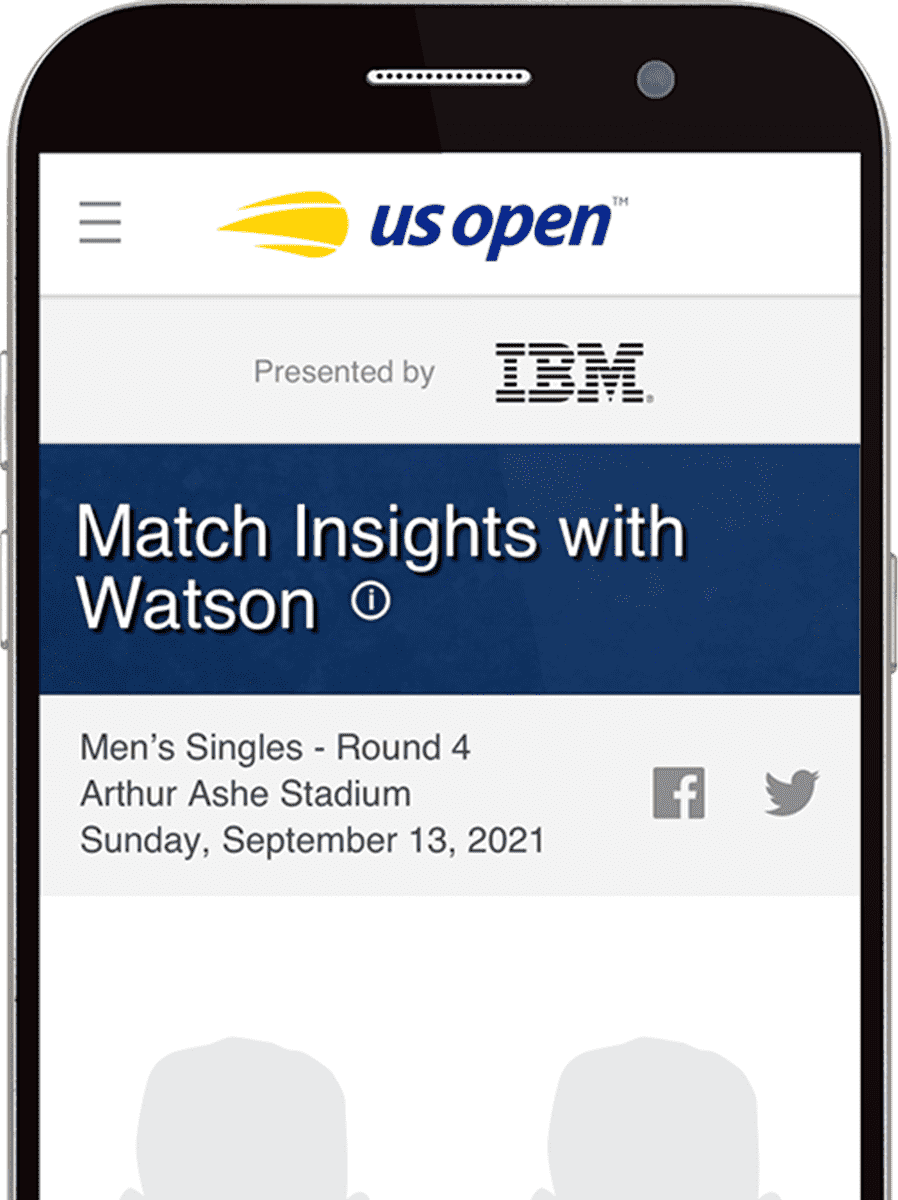 us open™
Presented by IBM®
Match Insights with
Watson ⓘ
Men’s Singles - Round 4
Arthur Ashe Stadium
Sunday, September 13, 2021